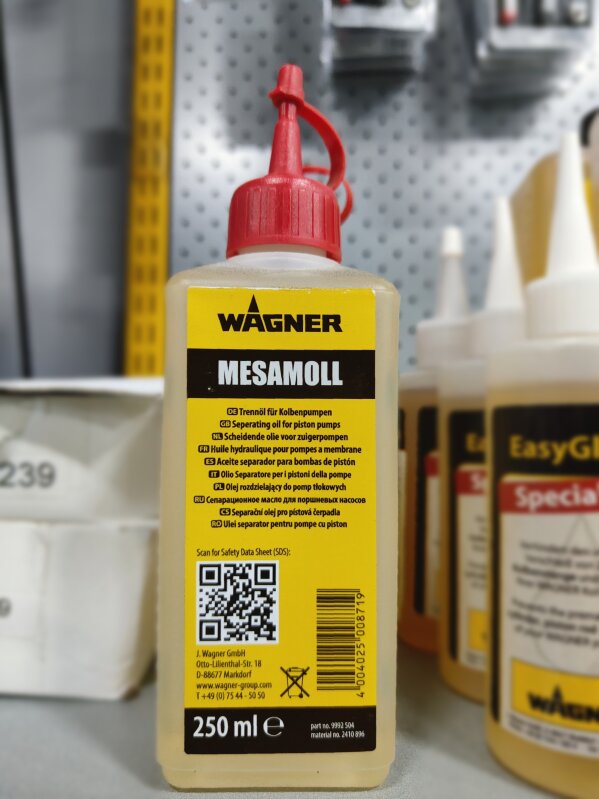 WAGNER
MESAMOLL
DE Trennöl für Kolbenpumpen
GB Seperating oil for piston pumps
NL Scheidende olie voor zuigerpompen
FR Huile hydraulique pour pompes a membrane
ES Aceite separador para bombas de pistón
IT Olio Separatore per i pistoni della pompe
PL Olej rozdzielający do pomp tłokowych
RU Сепарационное масло для поршневых насосов
CS Separační olej pro pístová čerpadla
RO Ulei separator pentru pompe cu piston
Scan for Safety Data Sheet (SDS):
J. Wagner GmbH
Otto-Lilienthal-Str. 18
D-88677 Markdorf
www.wagner-group.com
T +49 (0) 75 44 - 50 50
4 004025 008719
250 ml e
part no. 9992 504
material no. 2410 896
239
9
EasyGl
Special
WAGN